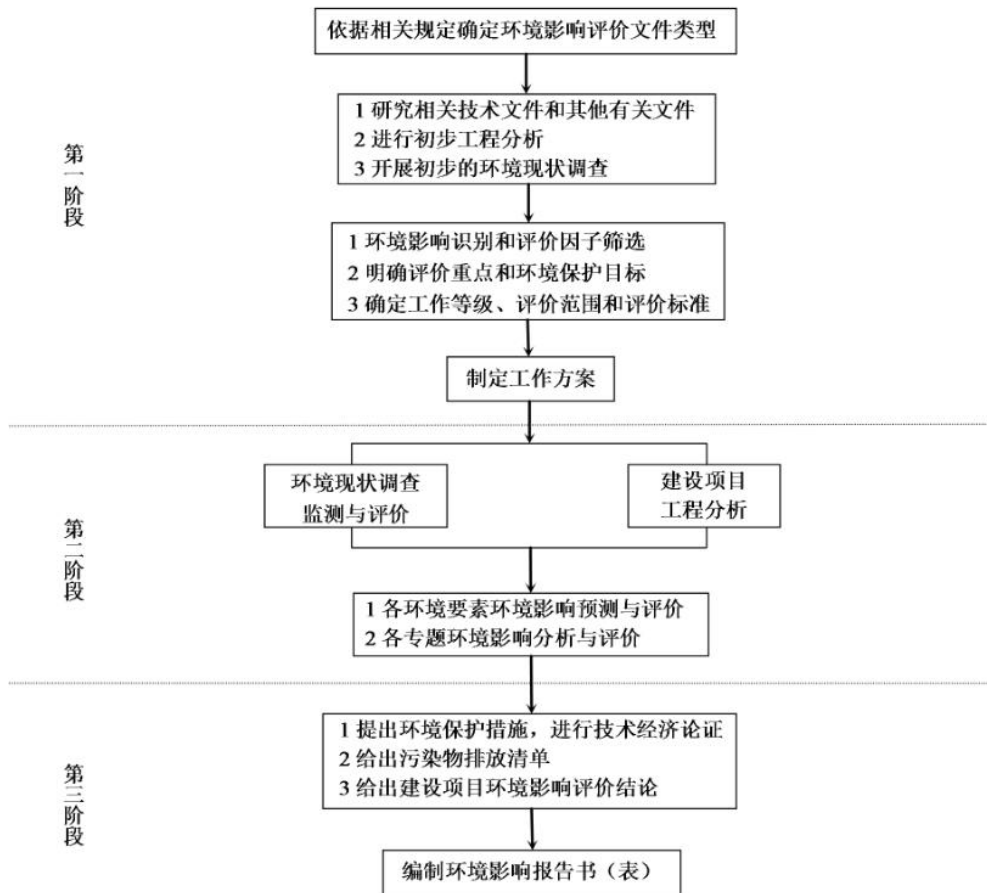 依据相关规定确定环境影响评价文件类型
1 研究相关技术文件和其他有关文件
2 进行初步工程分析
3 开展初步的环境现状调查
第一阶段
1 环境影响识别和评价因子筛选
2 明确评价重点和环境保护目标
3 确定工作等级、评价范围和评价标准
制定工作方案
第二阶段
环境现状调查
监测与评价
建设项目
工程分析
1 各环境要素环境影响预测与评价
2 各专题环境影响分析与评价
第三阶段
1 提出环境保护措施，进行技术经济论证
2 给出污染物排放清单
3 给出建设项目环境影响评价结论
编制环境影响报告书（表）